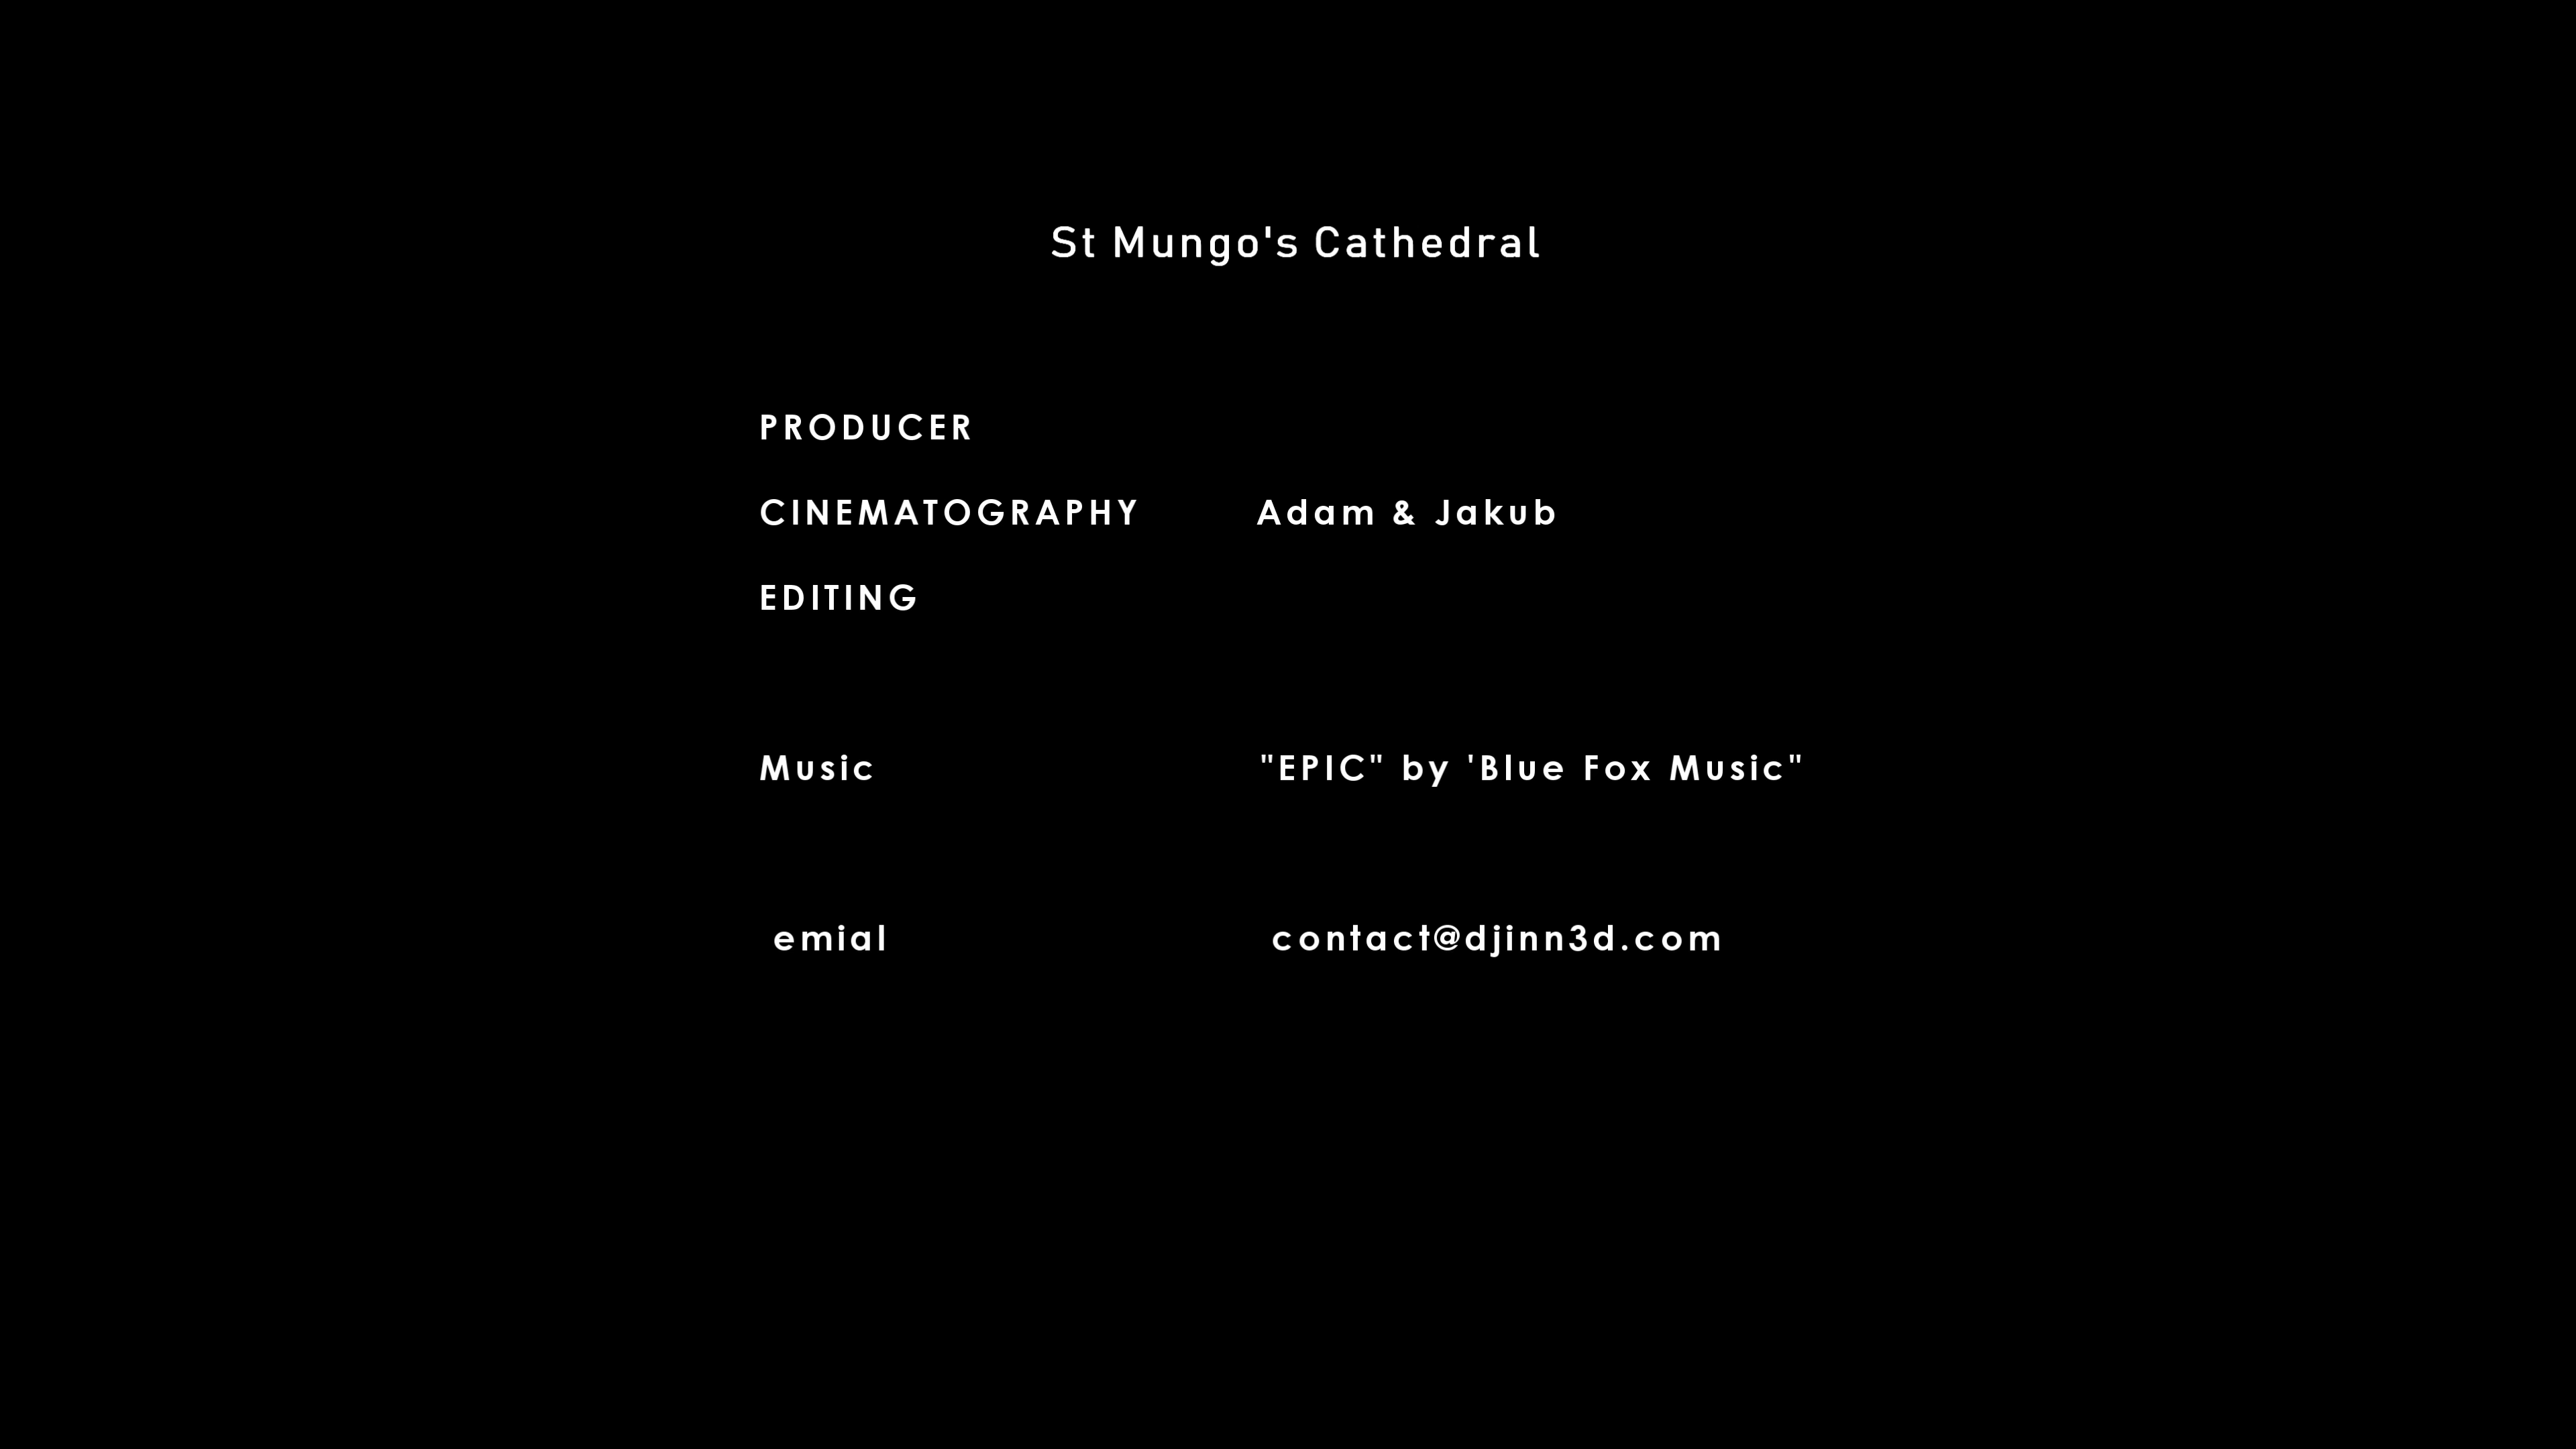 St Mungo's Cathedral
PRODUCER
CINEMATOGRAPHY Adam & Jakub
EDITING
Music "EPIC" by 'Blue Fox Music"
emial contact@djinn3d.com